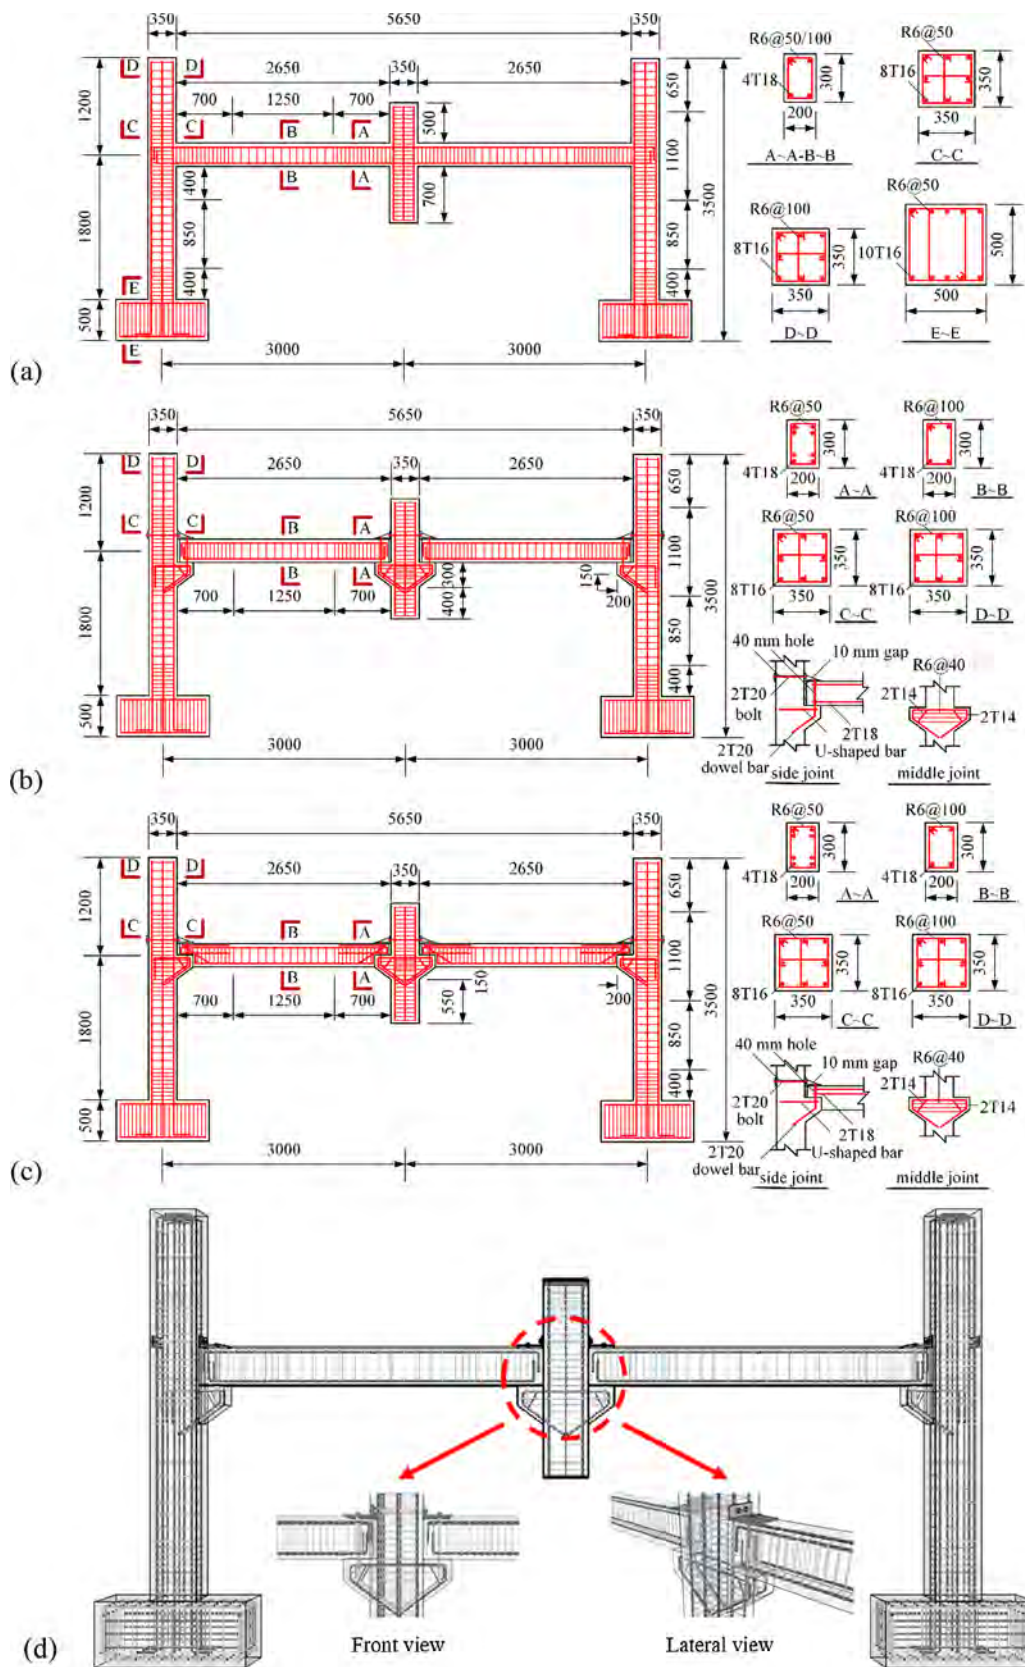 350
5650
350
D
D
2650
350
2650
700
1250
700
1200
C
C
B
A
500
650
B
A
400
700
1100
1800
850
850
3500
400
400
E
500
E
3000
3000
(a)
R6@50/100
4T18
300
200
A~A-B~B
R6@50
8T16
350
350
C~C
R6@100
8T16
350
350
D~D
R6@50
10T16
500
500
E~E
350
5650
350
D
D
2650
350
2650
1200
C
C
B
A
650
B
A
300
150
1100
700
1250
700
400
200
3500
1800
850
400
500
3000
3000
(b)
R6@50
4T18
300
200
A~A
R6@100
4T18
300
200
B~B
R6@50
8T16
350
350
C~C
R6@100
8T16
350
350
D~D
40 mm hole
10 mm gap
2T20
bolt
2T18
U-shaped bar
2T20
dowel bar
side joint
R6@40
2T14
2T14
middle joint
350
5650
350
D
D
2650
350
2650
1200
C
C
B
A
650
B
A
150
1100
700
1250
700
550
200
3500
1800
850
400
500
3000
3000
(c)
R6@50
4T18
300
200
A~A
R6@100
4T18
300
200
B~B
R6@50
8T16
350
350
C~C
R6@100
8T16
350
350
D~D
40 mm hole
10 mm gap
2T20
bolt
2T18
U-shaped bar
2T20
dowel bar
side joint
R6@40
2T14
2T14
middle joint
(d)
Front view
Lateral view